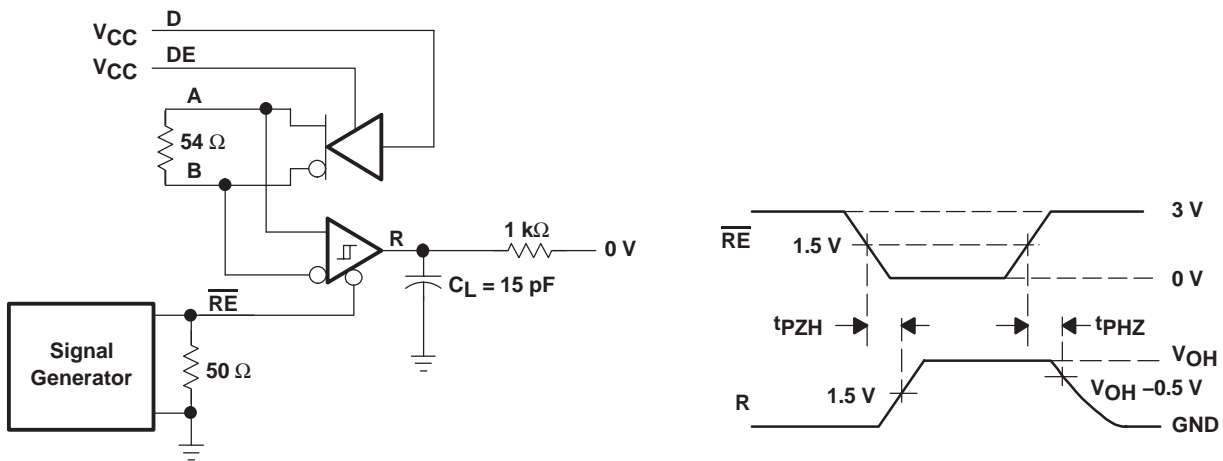 VCC D
VCC DE
A
54 Ω
B
R
1 kΩ
0 V
CL = 15 pF
RE
Signal
Generator
50 Ω
RE
3 V
1.5 V
0 V
tPZH
tPHZ
VOH
VOH –0.5 V
R
1.5 V
GND